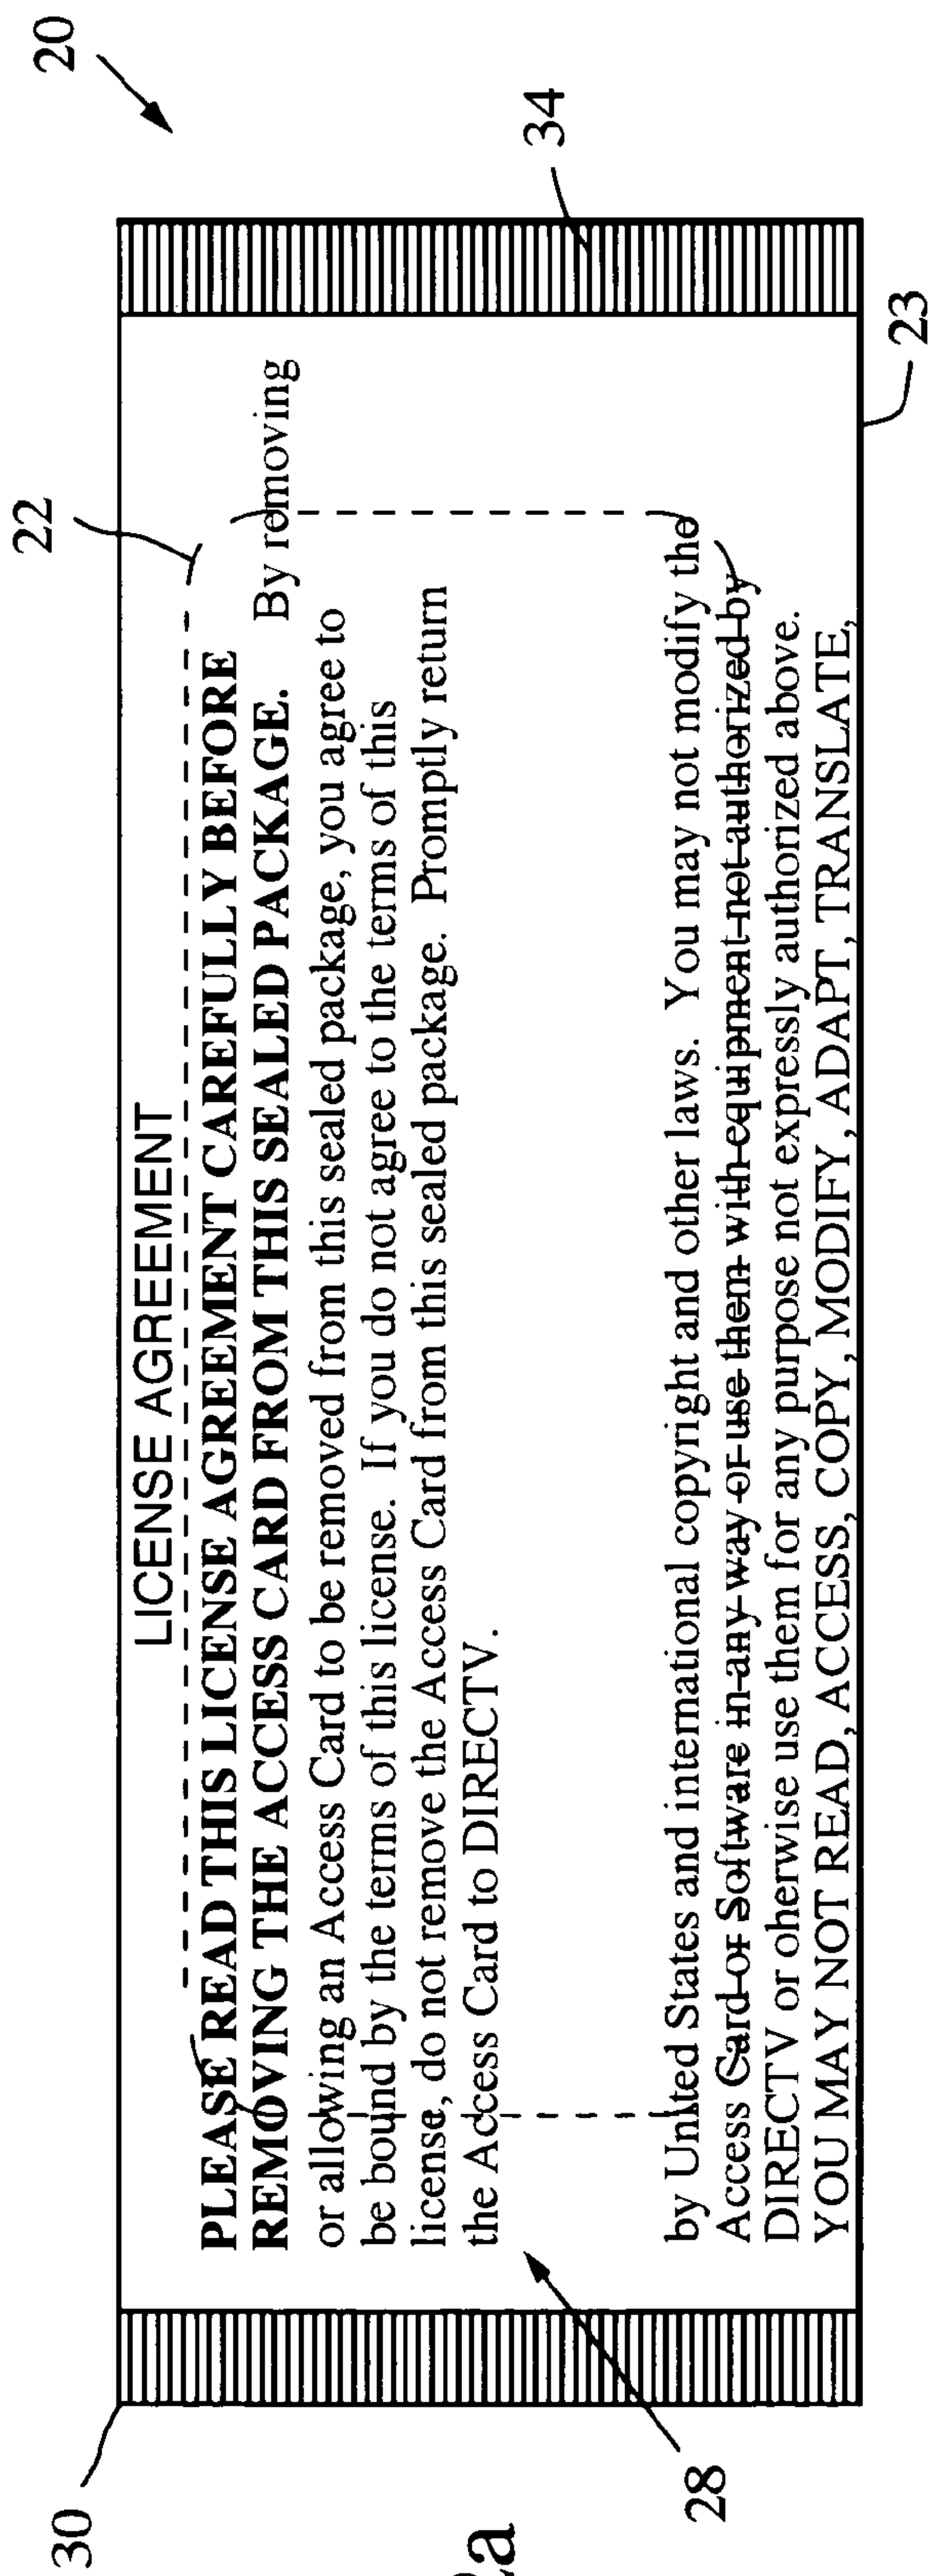 20
22
34
LICENSE AGREEMENT
PLEASE READ THIS LICENSE AGREEMENT CAREFULLY BEFORE
REMOVING THE ACCESS CARD FROM THIS SEALED PACKAGE. By removing
or allowing an Access Card to be removed from this sealed package, you agree to
be bound by the terms of this license. If you do not agree to the terms of this
license, do not remove the Access Card from this sealed package. Promptly return
the Access Card to DIRECTV.
by United States and international copyright and other laws. You may not modify the
Access Card or Software in any way or use them with equipment not authorized by
DIRECTV or oherwise use them for any purpose not expressly authorized above.
YOU MAY NOT READ, ACCESS, COPY, MODIFY, ADAPT, TRANSLATE,
23
30
28